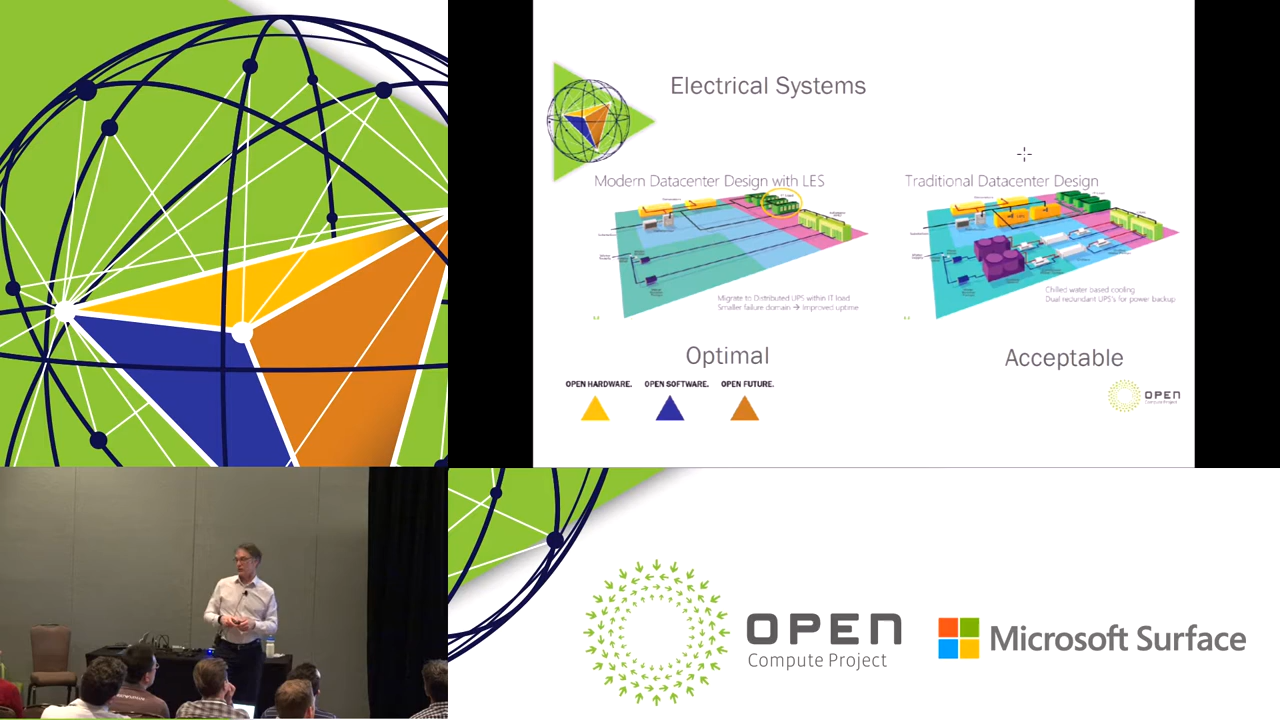 Electrical Systems
Modern Datacenter Design with LES
Traditional Datacenter Design
Migrate to Distributed UPS within IT load
Smaller failure domain → Improved uptime
Chilled water based cooling
Dual redundant UPS's for power backup
Optimal
Acceptable
OPEN HARDWARE. OPEN SOFTWARE. OPEN FUTURE.
OPEN
Compute Project
OPEN
Compute Project
Microsoft Surface